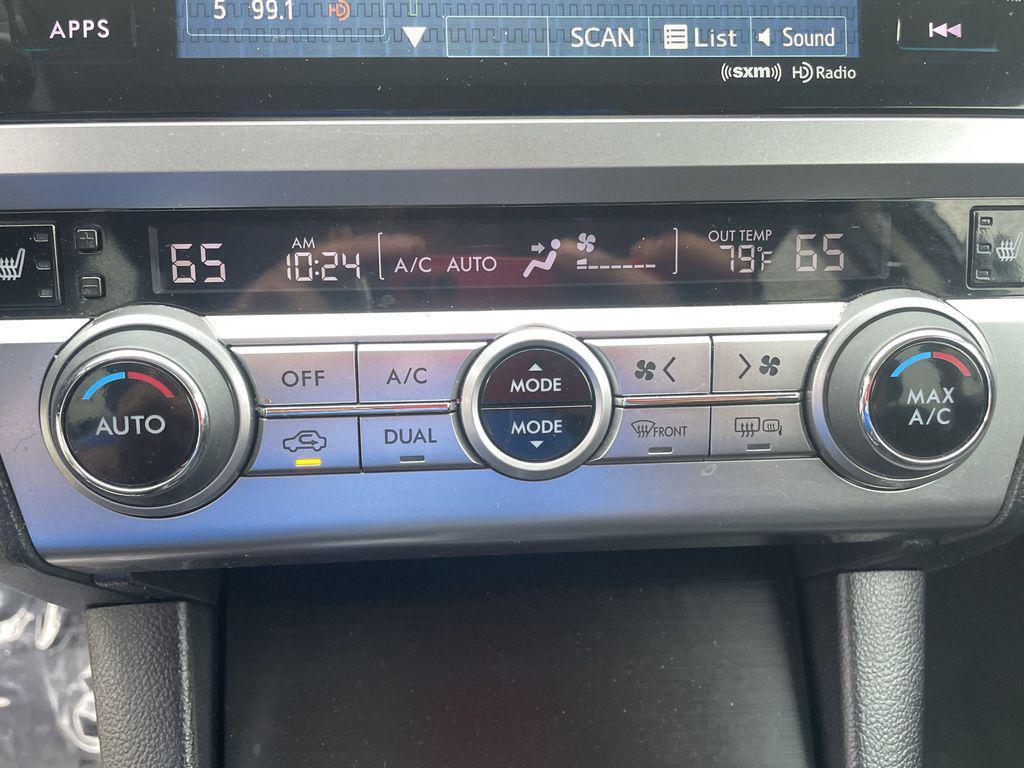 5 99.1 HD
APPS
SCAN List Sound
((SXM)) HD Radio
65 AM 10:24 A/C AUTO OUT TEMP 79°F 65
OFF A/C
MODE
AUTO
DUAL
MODE
FRONT
MAX
A/C